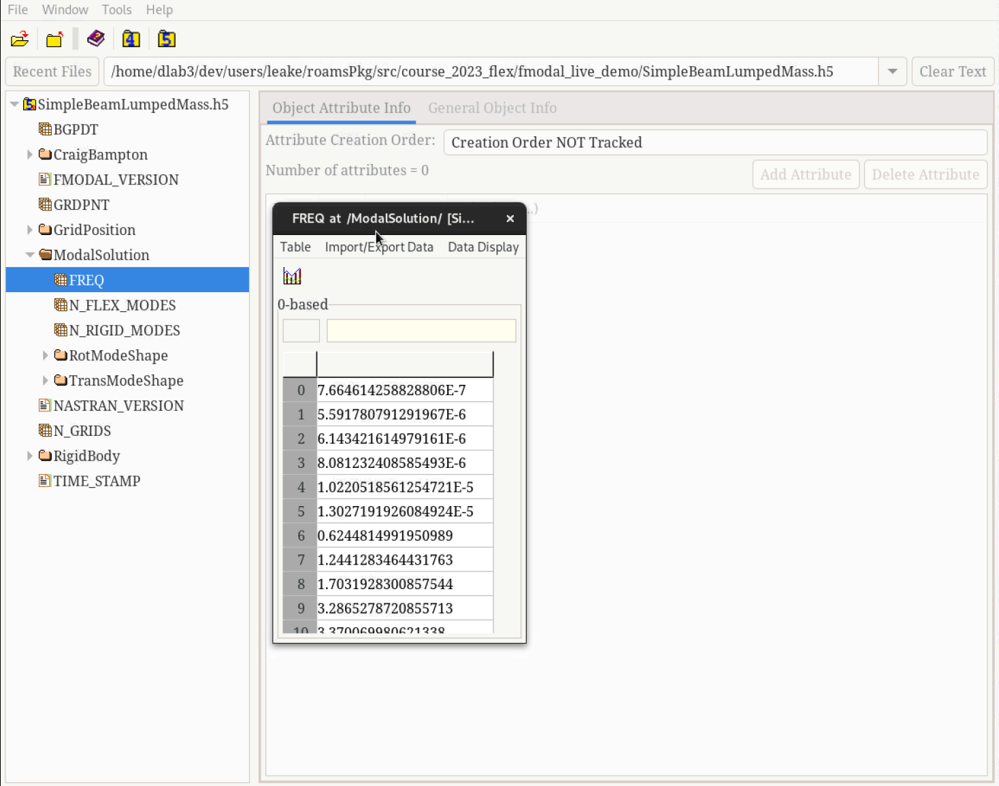 File Window Tools Help
Recent Files /home/dlab3/dev/users/leake/roamsPkg/src/course_2023_flex/fmodal_live_demo/SimpleBeamLumpedMass.h5 Clear Text
SimpleBeamLumpedMass.h5
BGPDT
CraigBampton
FMODAL_VERSION
GRDPNT
GridPosition
ModalSolution
FREQ
N_FLEX_MODES
N_RIGID_MODES
RotModeShape
TransModeShape
NASTRAN_VERSION
N_GRIDS
RigidBody
TIME_STAMP
Object Attribute Info General Object Info
Attribute Creation Order: Creation Order NOT Tracked
Number of attributes = 0 Add Attribute Delete Attribute
..)
FREQ at /ModalSolution/ [Si... ×
Table Import/Export Data Data Display
0-based
0 7.664614258828806E-7
1 5.591780791291967E-6
2 6.143421614979161E-6
3 8.081232408585493E-6
4 1.0220518561254721E-5
5 1.3027191926084924E-5
6 0.6244814991950989
7 1.2441283464431763
8 1.7031928300857544
9 3.2865278720855713
10 3.370069980621338